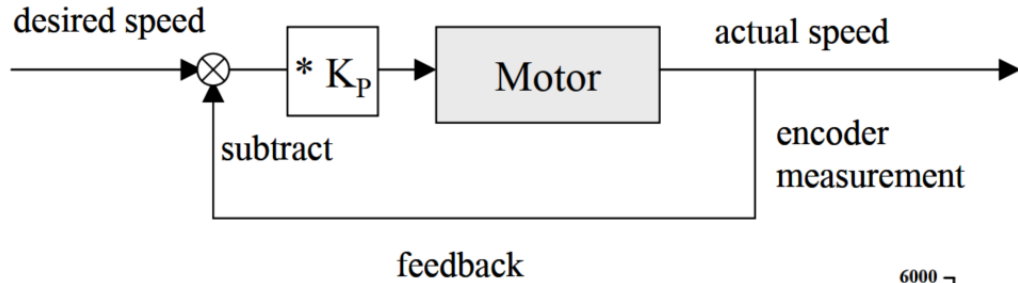 desired speed
actual speed
* K_P
Motor
subtract
encoder
measurement
feedback
6000